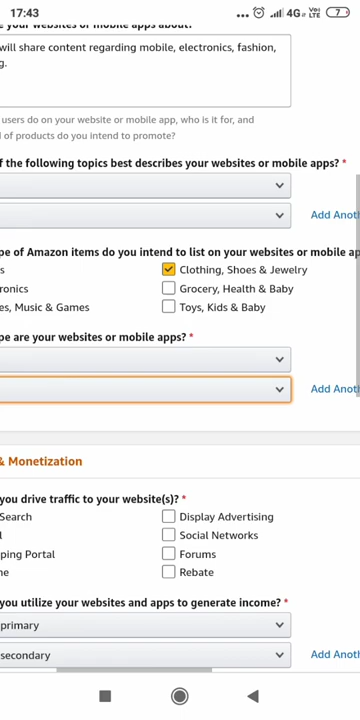 17:43 ... 4G Vo) LTE 7
e your websites or mobile apps about?
will share content regarding mobile, electronics, fashion,
g.
users do on your website or mobile app, who is it for, and
d of products do you intend to promote?
f the following topics best describes your websites or mobile apps? *
Add Anot
pe of Amazon items do you intend to list on your websites or mobile ap
s Clothing, Shoes & Jewelry
ronics Grocery, Health & Baby
es, Music & Games Toys, Kids & Baby
pe are your websites or mobile apps? *
Add Anoth
& Monetization
you drive traffic to your website(s)? *
Search Display Advertising
l Social Networks
ping Portal Forums
ne Rebate
you utilize your websites and apps to generate income? *
primary
secondary Add Anoth